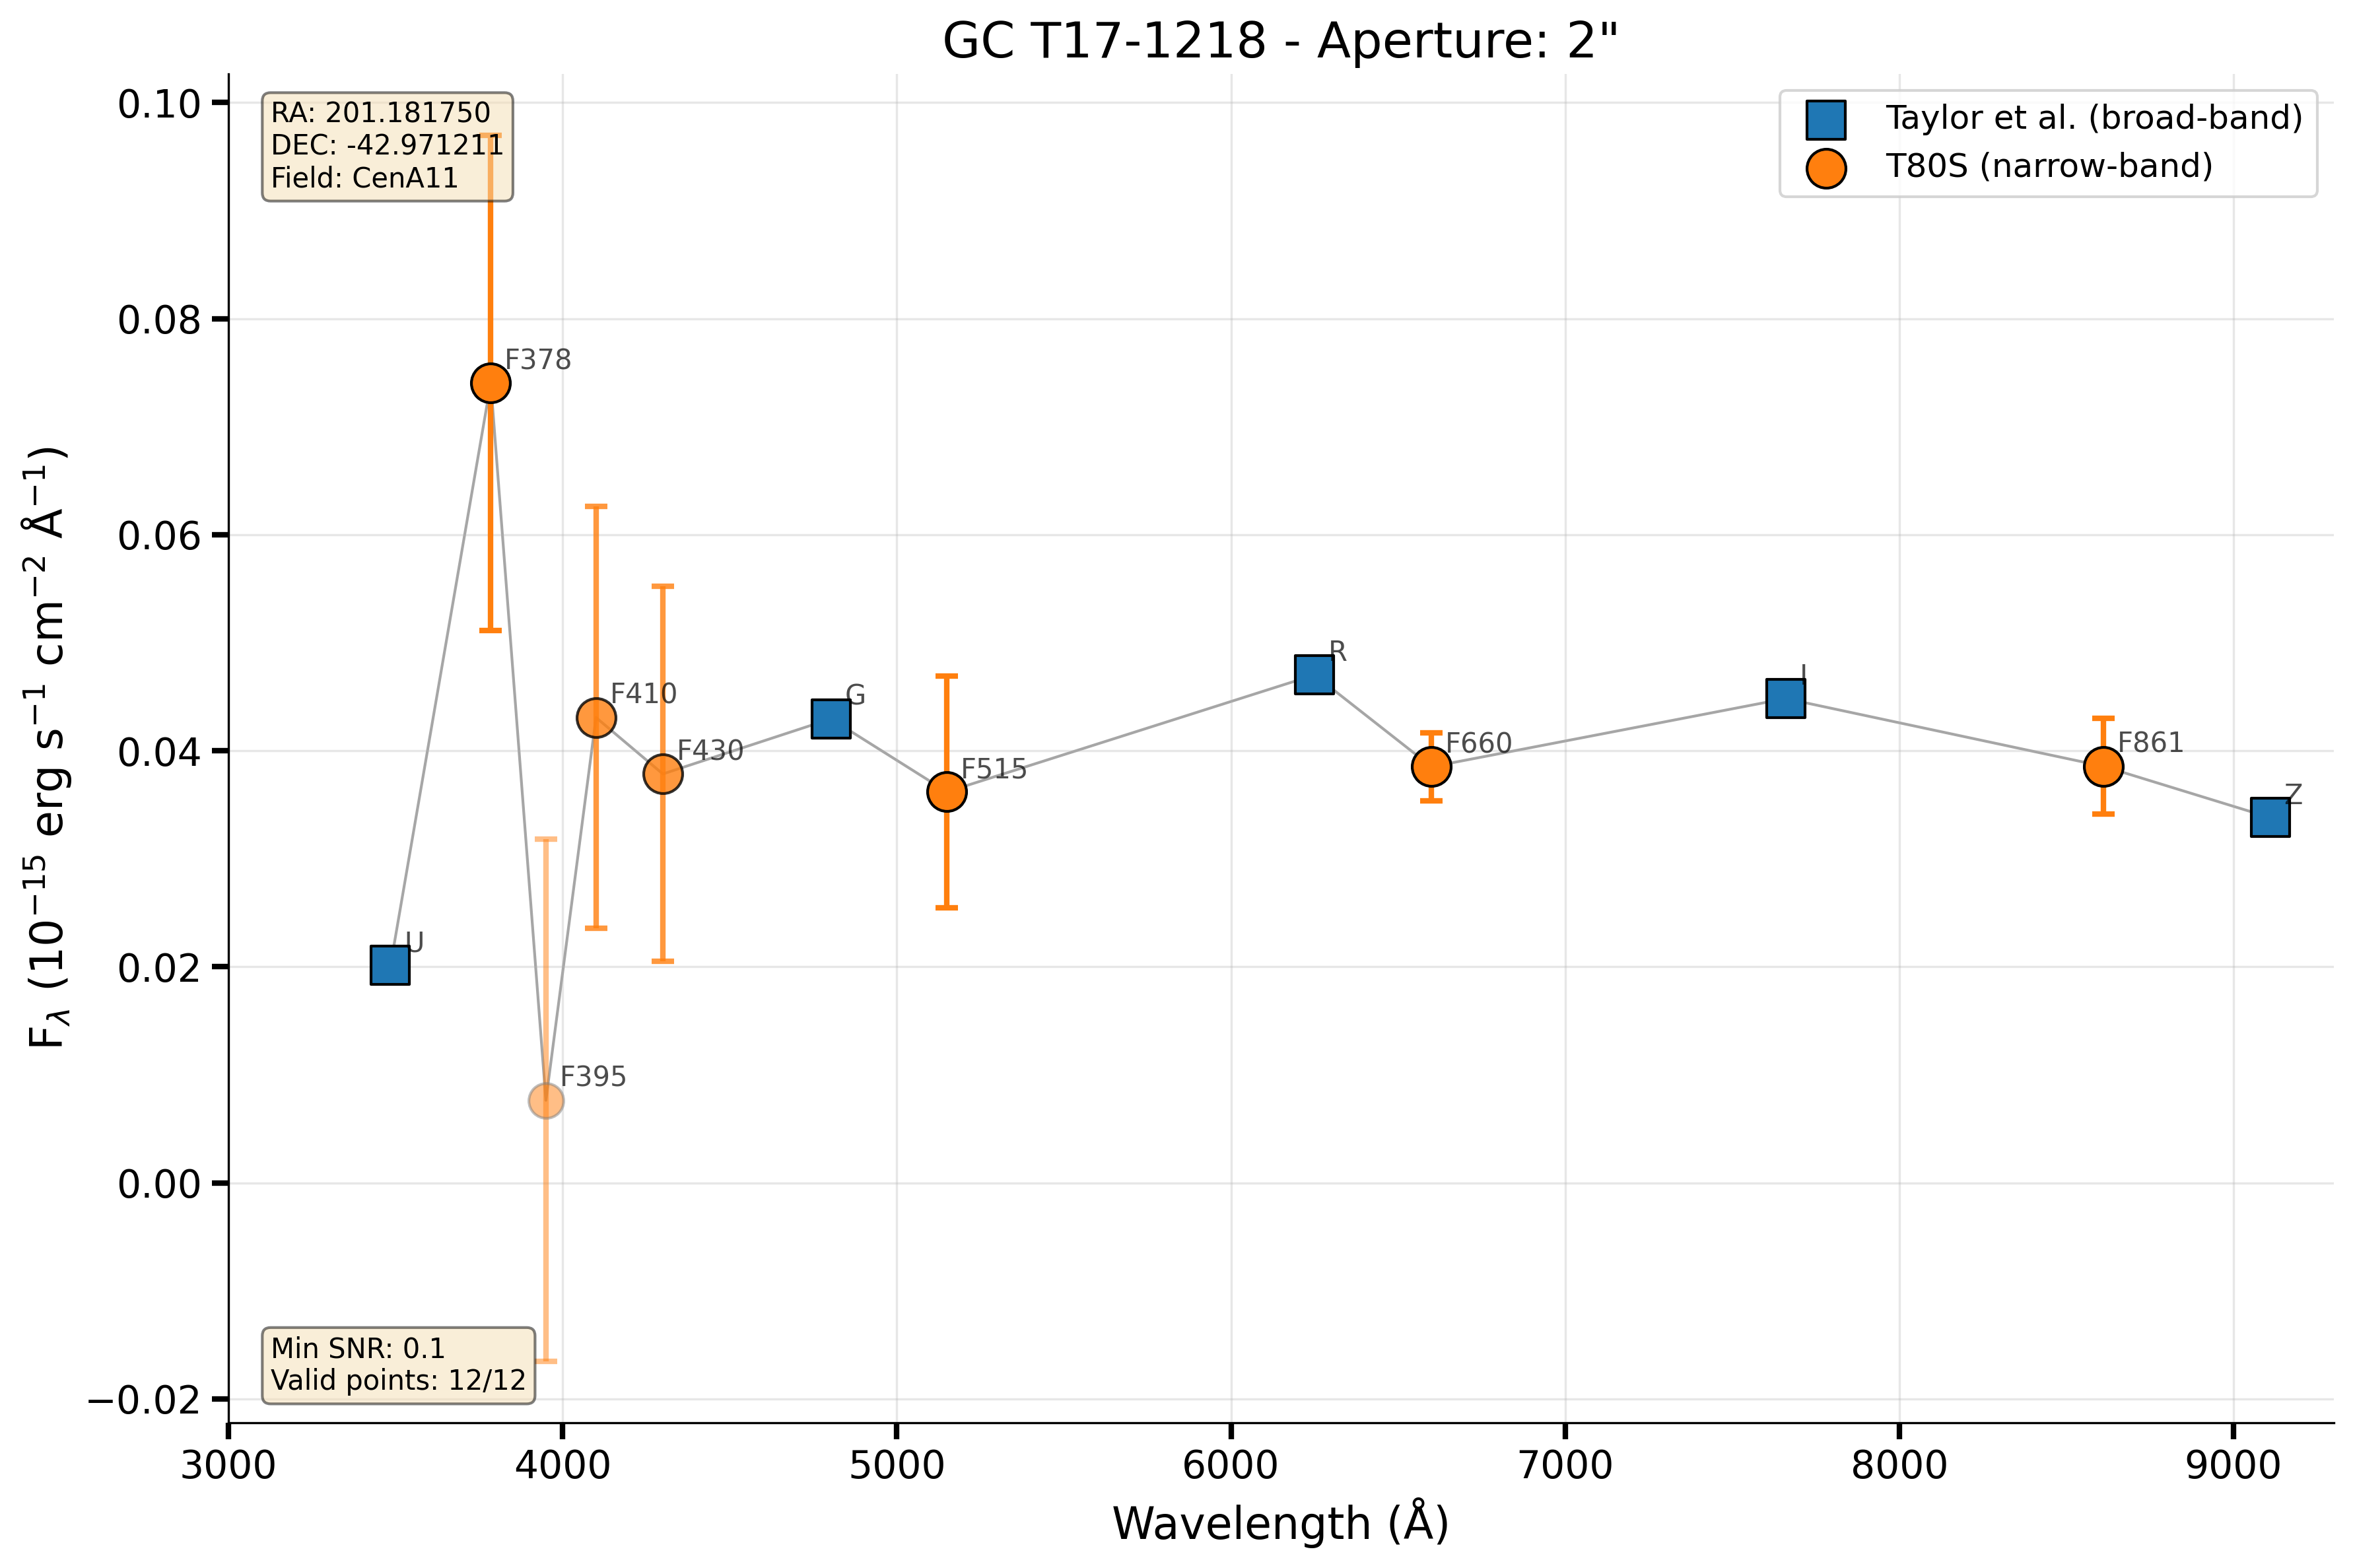 GC T17-1218 - Aperture: 2"
RA: 201.181750
DEC: -42.971211
Field: CenA11
Taylor et al. (broad-band)
T80S (narrow-band)
F_λ (10⁻¹⁵ erg s⁻¹ cm⁻² Å⁻¹)
0.10
0.08
0.06
0.04
0.02
0.00
−0.02
U
F378
F395
F410
F430
G
F515
R
F660
I
F861
Z
Min SNR: 0.1
Valid points: 12/12
3000 4000 5000 6000 7000 8000 9000
Wavelength (Å)